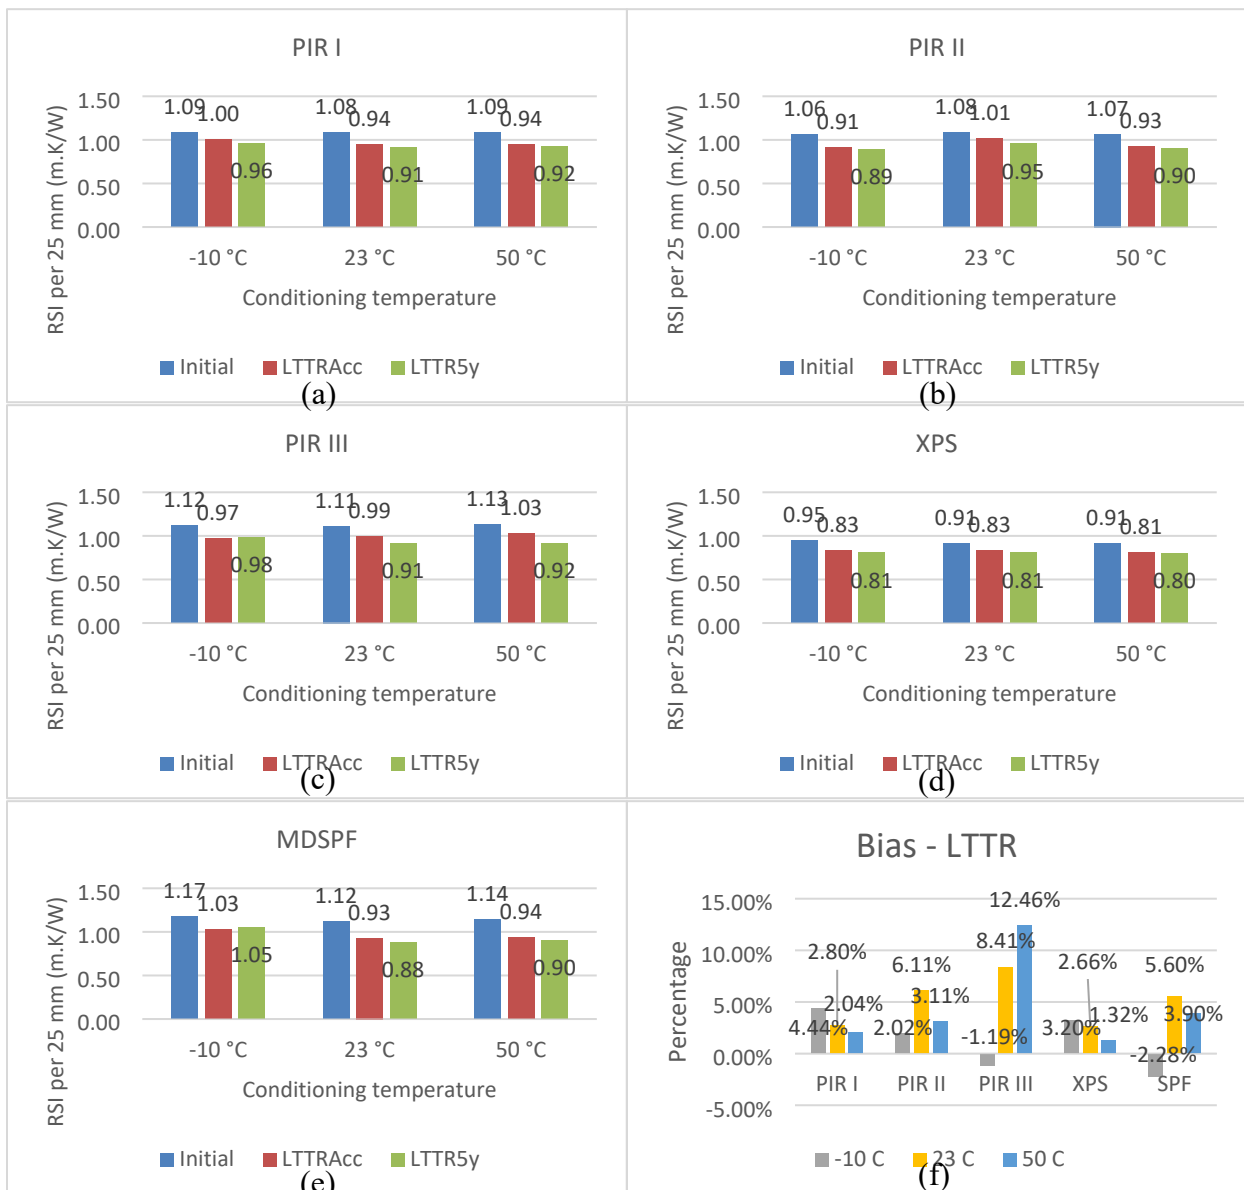 PIR I
RSI per 25 mm (m.K/W)
1.50
1.00
0.50
0.00
1.09
1.00
0.96
1.08
0.94
0.91
1.09
0.94
0.92
-10 °C
23 °C
50 °C
Conditioning temperature
Initial LTTRAcc LTTR5y
(a)
PIR II
RSI per 25 mm (m.K/W)
1.50
1.00
0.50
0.00
1.06
0.91
0.89
1.08
1.01
0.95
1.07
0.93
0.90
-10 °C
23 °C
50 °C
Conditioning temperature
Initial LTTRAcc LTTR5y
(b)
PIR III
RSI per 25 mm (m.K/W)
1.50
1.00
0.50
0.00
1.12
0.97
0.98
1.11
0.99
0.91
1.13
1.03
0.92
-10 °C
23 °C
50 °C
Conditioning temperature
Initial LTTRAcc LTTR5y
(c)
XPS
RSI per 25 mm (m.K/W)
1.50
1.00
0.50
0.00
0.95
0.83
0.81
0.91
0.83
0.81
0.91
0.81
0.80
-10 °C
23 °C
50 °C
Conditioning temperature
Initial LTTRAcc LTTR5y
(d)
MDSPF
RSI per 25 mm (m.K/W)
1.50
1.00
0.50
0.00
1.17
1.03
1.05
1.12
0.93
0.88
1.14
0.94
0.90
-10 °C
23 °C
50 °C
Conditioning temperature
Initial LTTRAcc LTTR5y
(e)
Bias - LTTR
Percentage
15.00%
10.00%
5.00%
0.00%
-5.00%
4.44%
2.80%
2.04%
2.02%
6.11%
3.11%
-1.19%
8.41%
12.46%
3.20%
2.66%
1.32%
-2.28%
5.60%
3.90%
PIR I
PIR II
PIR III
XPS
SPF
-10 C 23 C 50 C
(f)